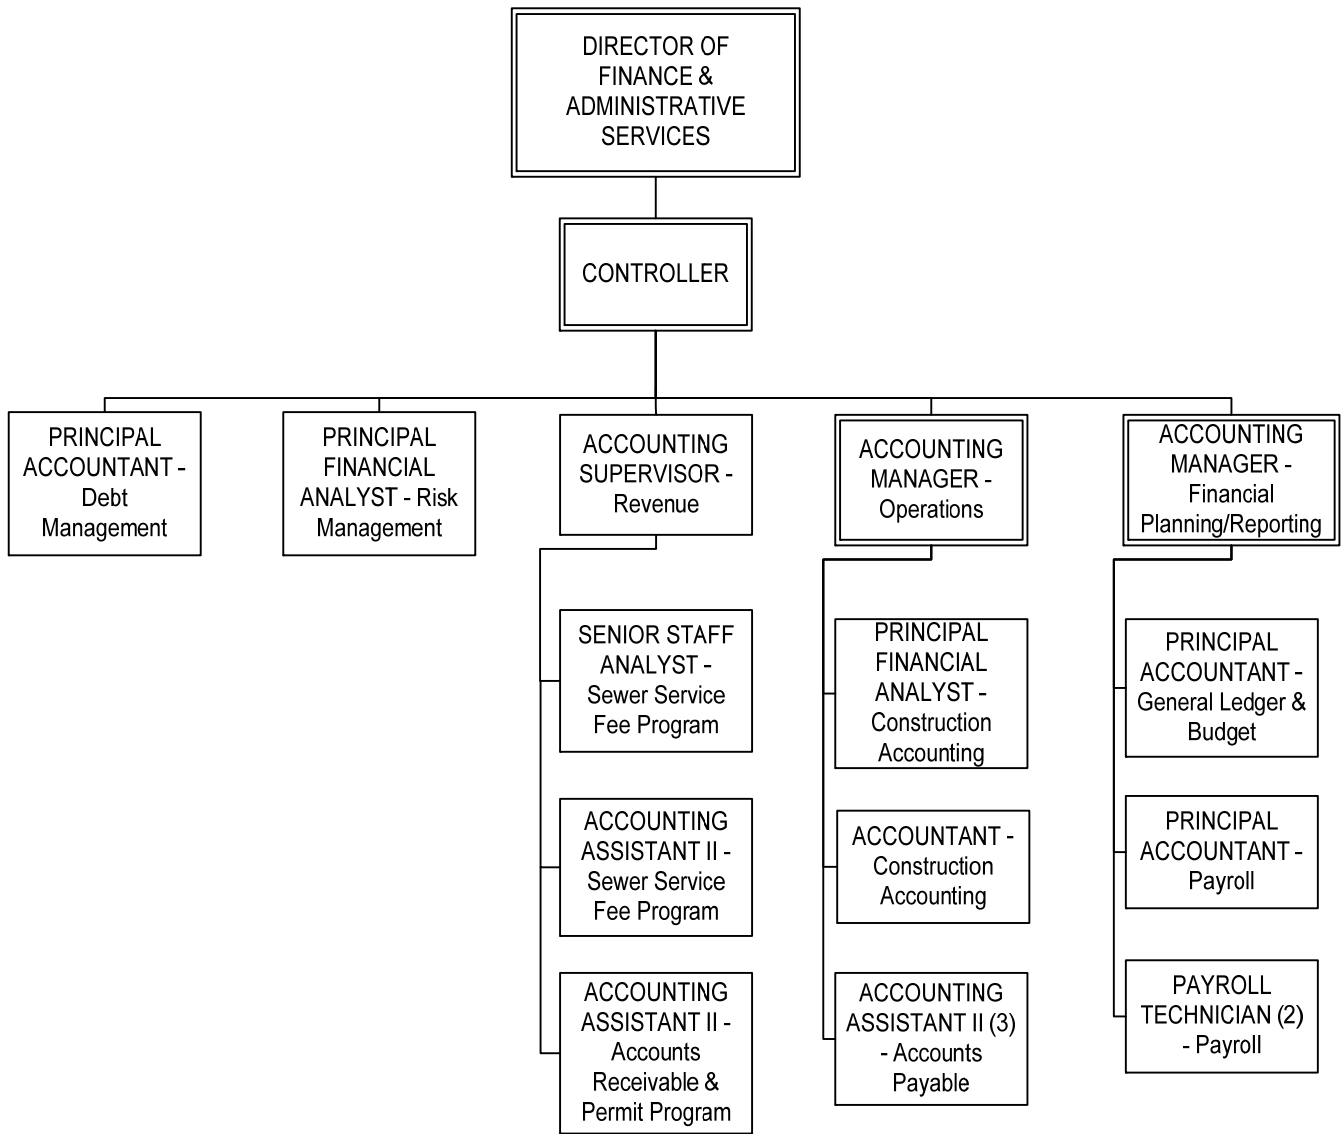 DIRECTOR OF
FINANCE &
ADMINISTRATIVE
SERVICES
CONTROLLER
PRINCIPAL
ACCOUNTANT -
Debt
Management
PRINCIPAL
FINANCIAL
ANALYST - Risk
Management
ACCOUNTING
SUPERVISOR -
Revenue
ACCOUNTING
MANAGER -
Operations
ACCOUNTING
MANAGER -
Financial
Planning/Reporting
SENIOR STAFF
ANALYST -
Sewer Service
Fee Program
PRINCIPAL
FINANCIAL
ANALYST -
Construction
Accounting
PRINCIPAL
ACCOUNTANT -
General Ledger &
Budget
ACCOUNTING
ASSISTANT II -
Sewer Service
Fee Program
ACCOUNTANT -
Construction
Accounting
PRINCIPAL
ACCOUNTANT -
Payroll
ACCOUNTING
ASSISTANT II -
Accounts
Receivable &
Permit Program
ACCOUNTING
ASSISTANT II (3)
- Accounts
Payable
PAYROLL
TECHNICIAN (2)
- Payroll